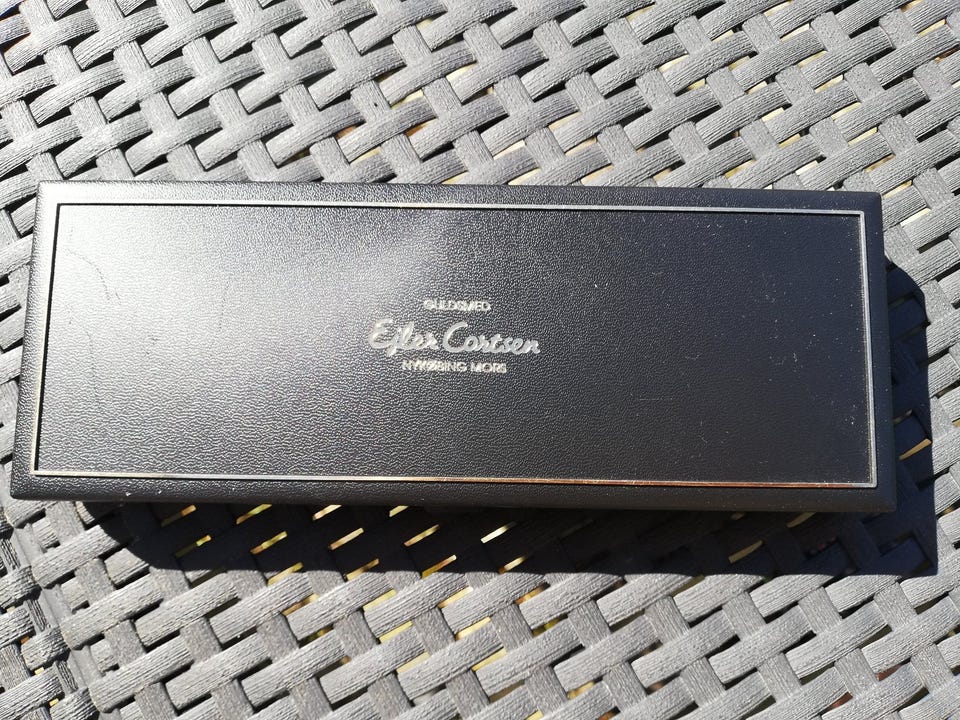 GULDSMED
Ejler Cortsen
NYKØBING MORS